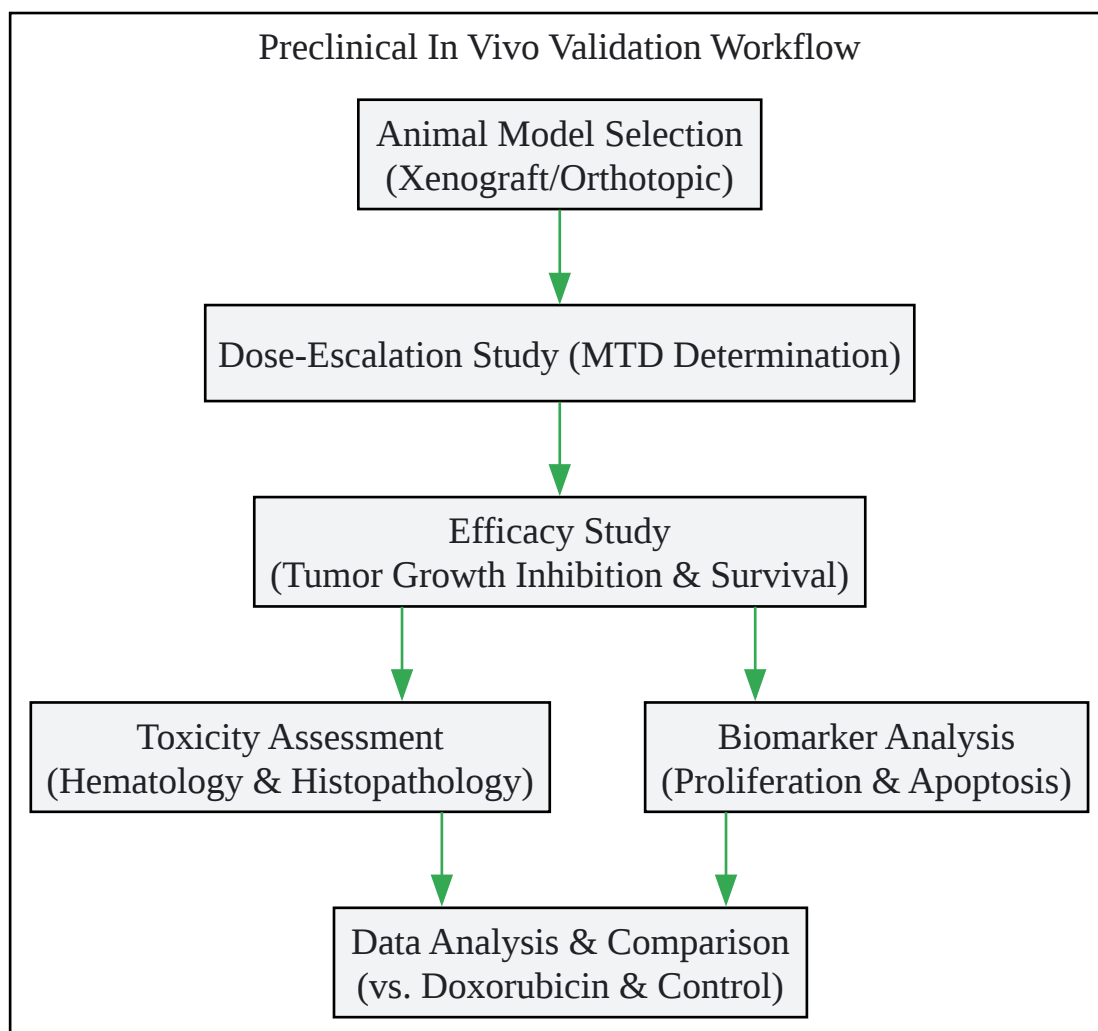 Preclinical In Vivo Validation Workflow
Animal Model Selection
(Xenograft/Orthotopic)
Dose-Escalation Study (MTD Determination)
Efficacy Study
(Tumor Growth Inhibition & Survival)
Toxicity Assessment
(Hematology & Histopathology)
Biomarker Analysis
(Proliferation & Apoptosis)
Data Analysis & Comparison
(vs. Doxorubicin & Control)